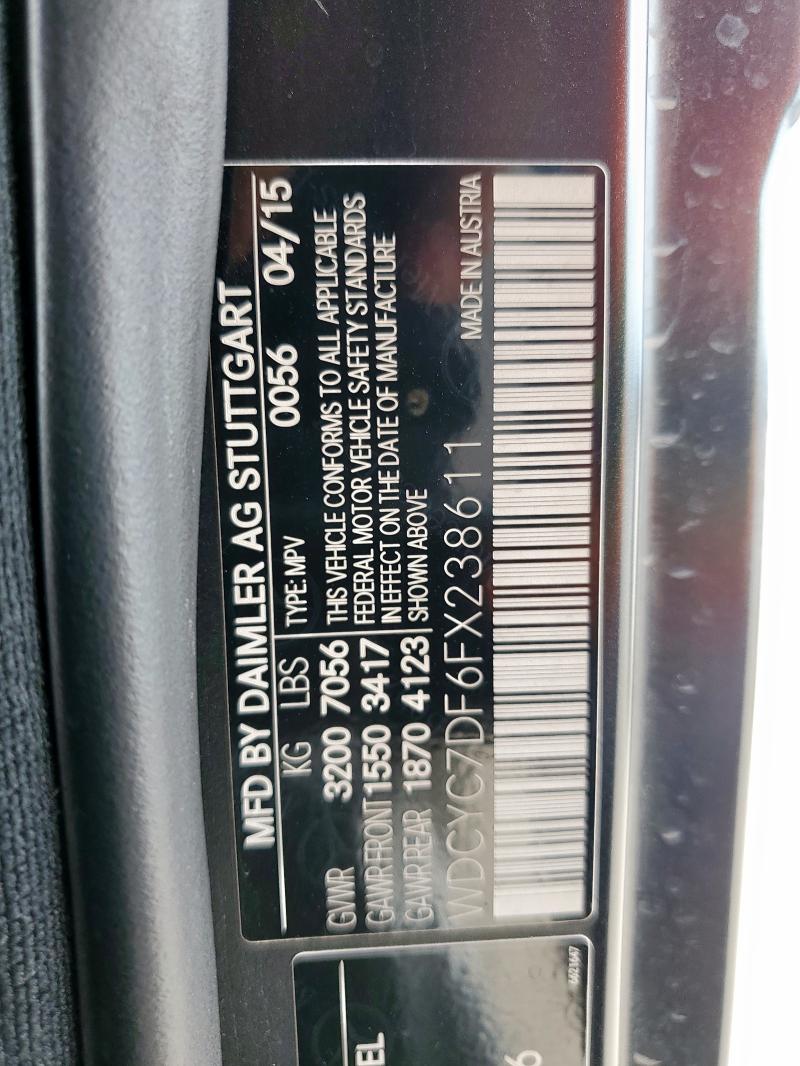 MFD BY DAIMLER AG STUTTGART
KG LBS
TYPE: MPV
0056 04/15
GVWR 3200 7056
GAWR FRONT 1550 3417
GAWR REAR 1870 4123
THIS VEHICLE CONFORMS TO ALL APPLICABLE
FEDERAL MOTOR VEHICLE SAFETY STANDARDS
IN EFFECT ON THE DATE OF MANUFACTURE
SHOWN ABOVE
WDCYC7DF6FX238611
MADE IN AUSTRIA
EL
6